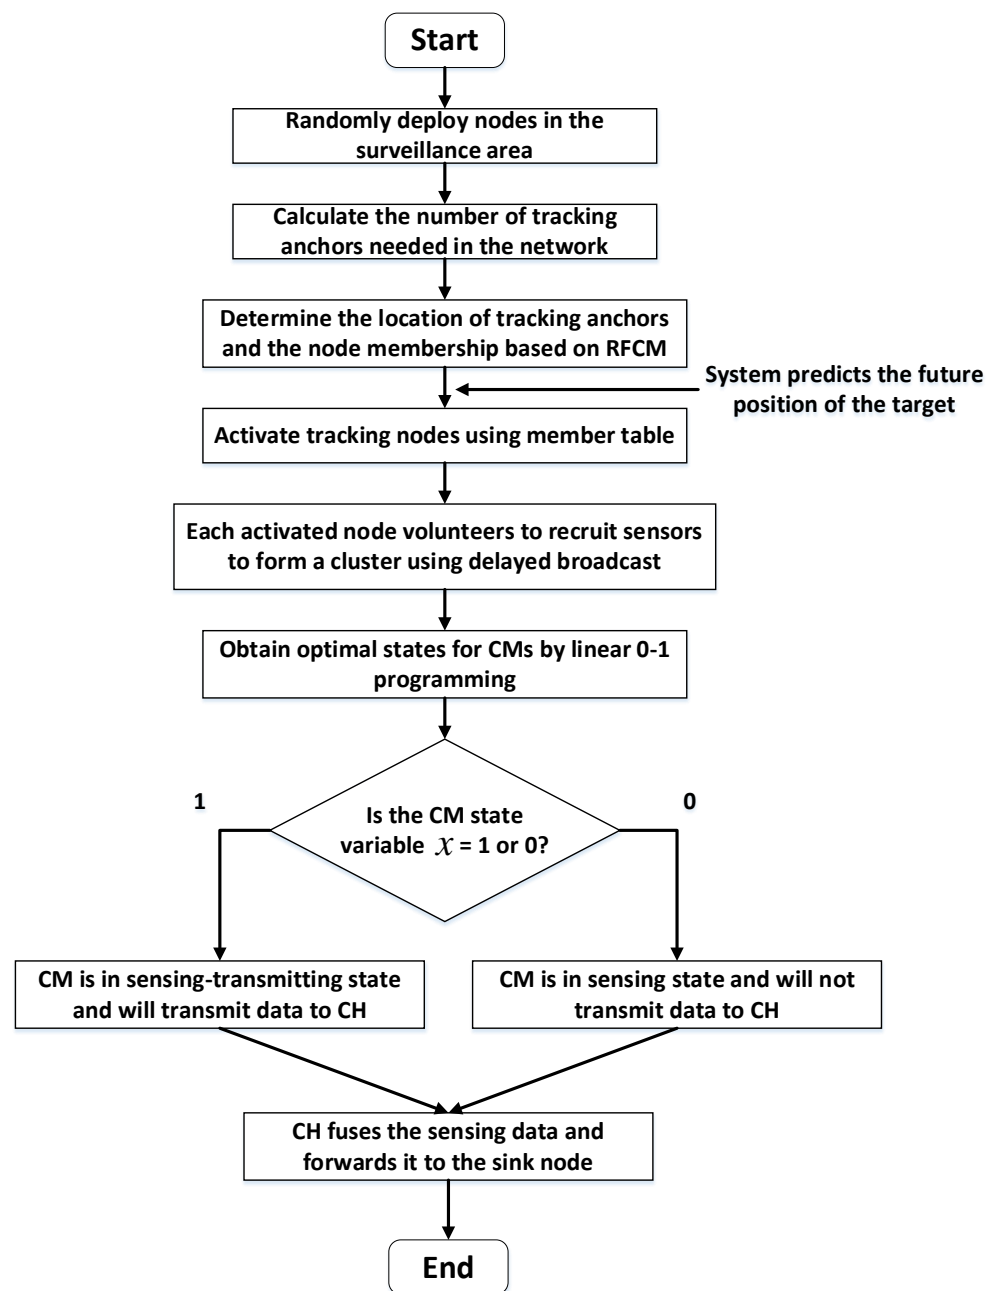 Start
Randomly deploy nodes in the
surveillance area
Calculate the number of tracking
anchors needed in the network
Determine the location of tracking anchors
and the node membership based on RFCM
System predicts the future
position of the target
Activate tracking nodes using member table
Each activated node volunteers to recruit sensors
to form a cluster using delayed broadcast
Obtain optimal states for CMs by linear 0-1
programming
1
0
Is the CM state
variable x = 1 or 0?
CM is in sensing-transmitting state
and will transmit data to CH
CM is in sensing state and will not
transmit data to CH
CH fuses the sensing data and
forwards it to the sink node
End